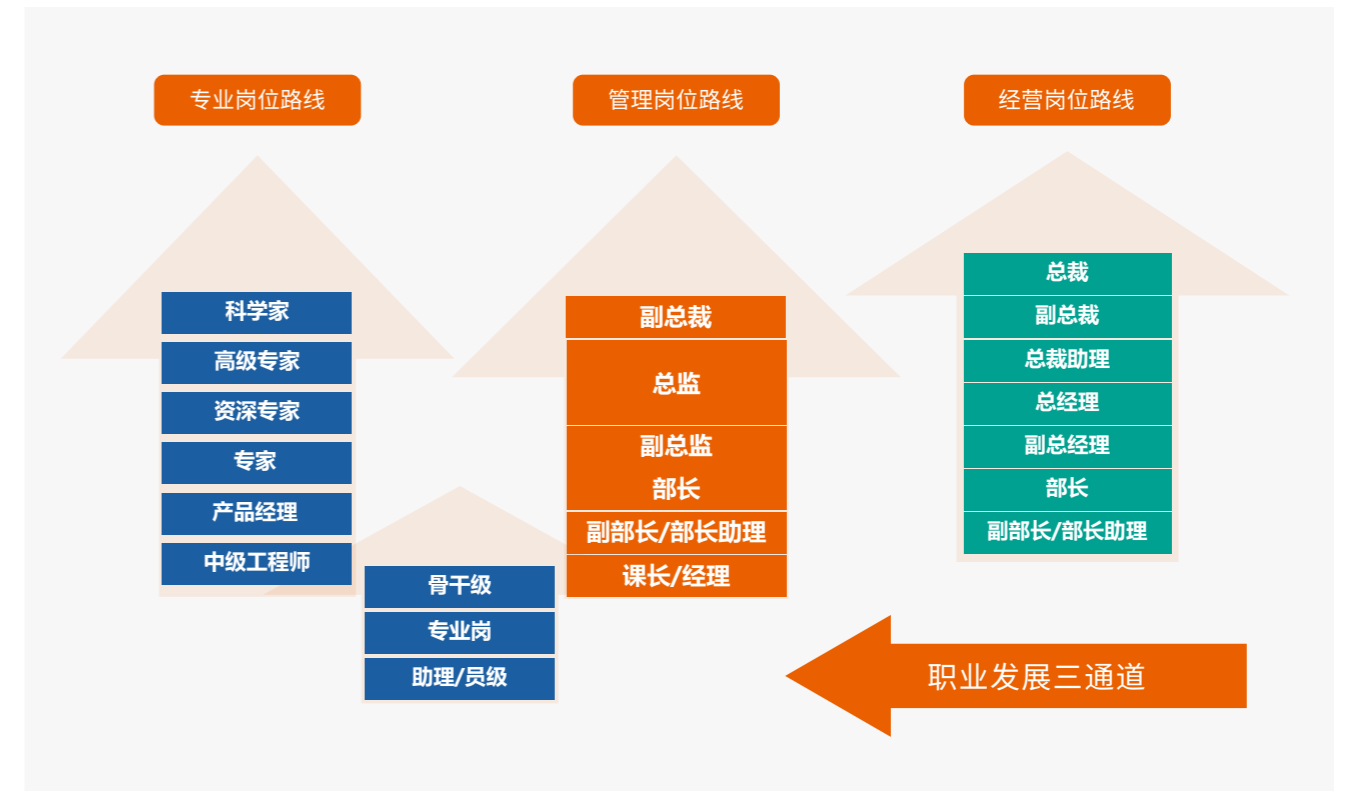 专业岗位路线
管理岗位路线
经营岗位路线
科学家
高级专家
资深专家
专家
产品经理
中级工程师
骨干级
专业岗
助理/员级
副总裁
总监
副总监
部长
副部长/部长助理
课长/经理
总裁
副总裁
总裁助理
总经理
副总经理
部长
副部长/部长助理
职业发展三通道